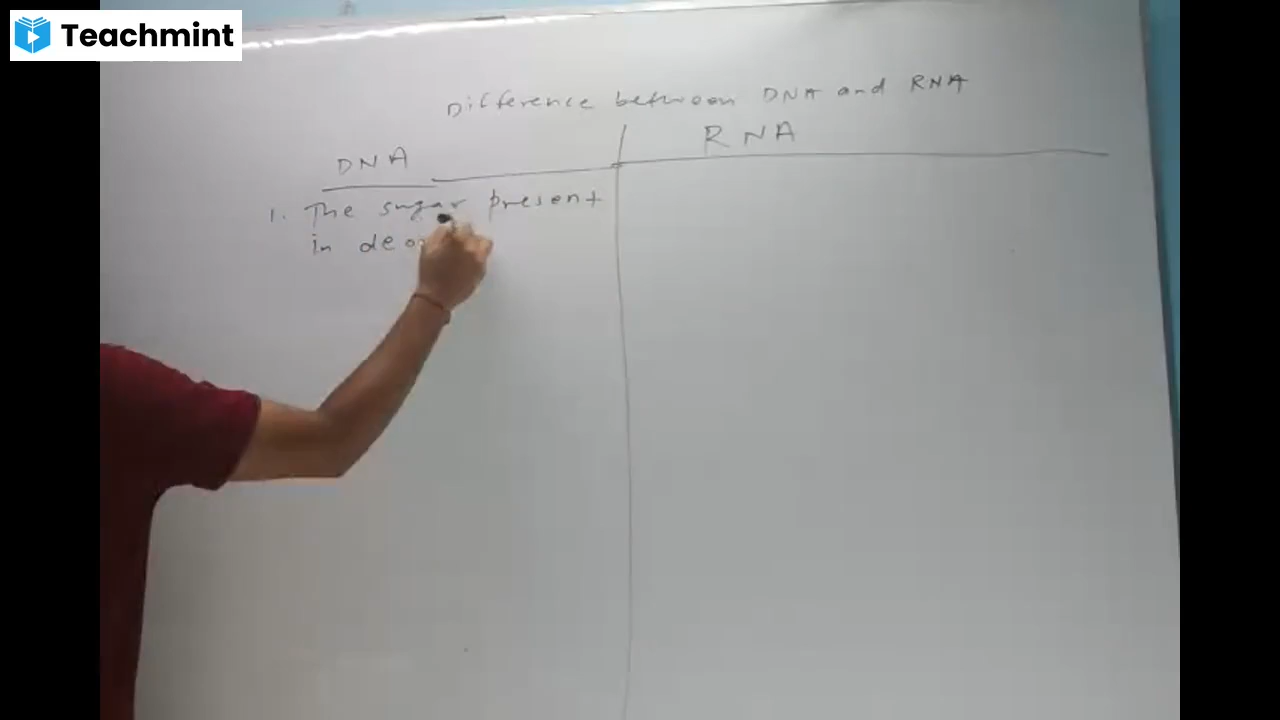 Teachmint
Difference between DNA and RNA
DNA
RNA
1. The sugar present
in deo